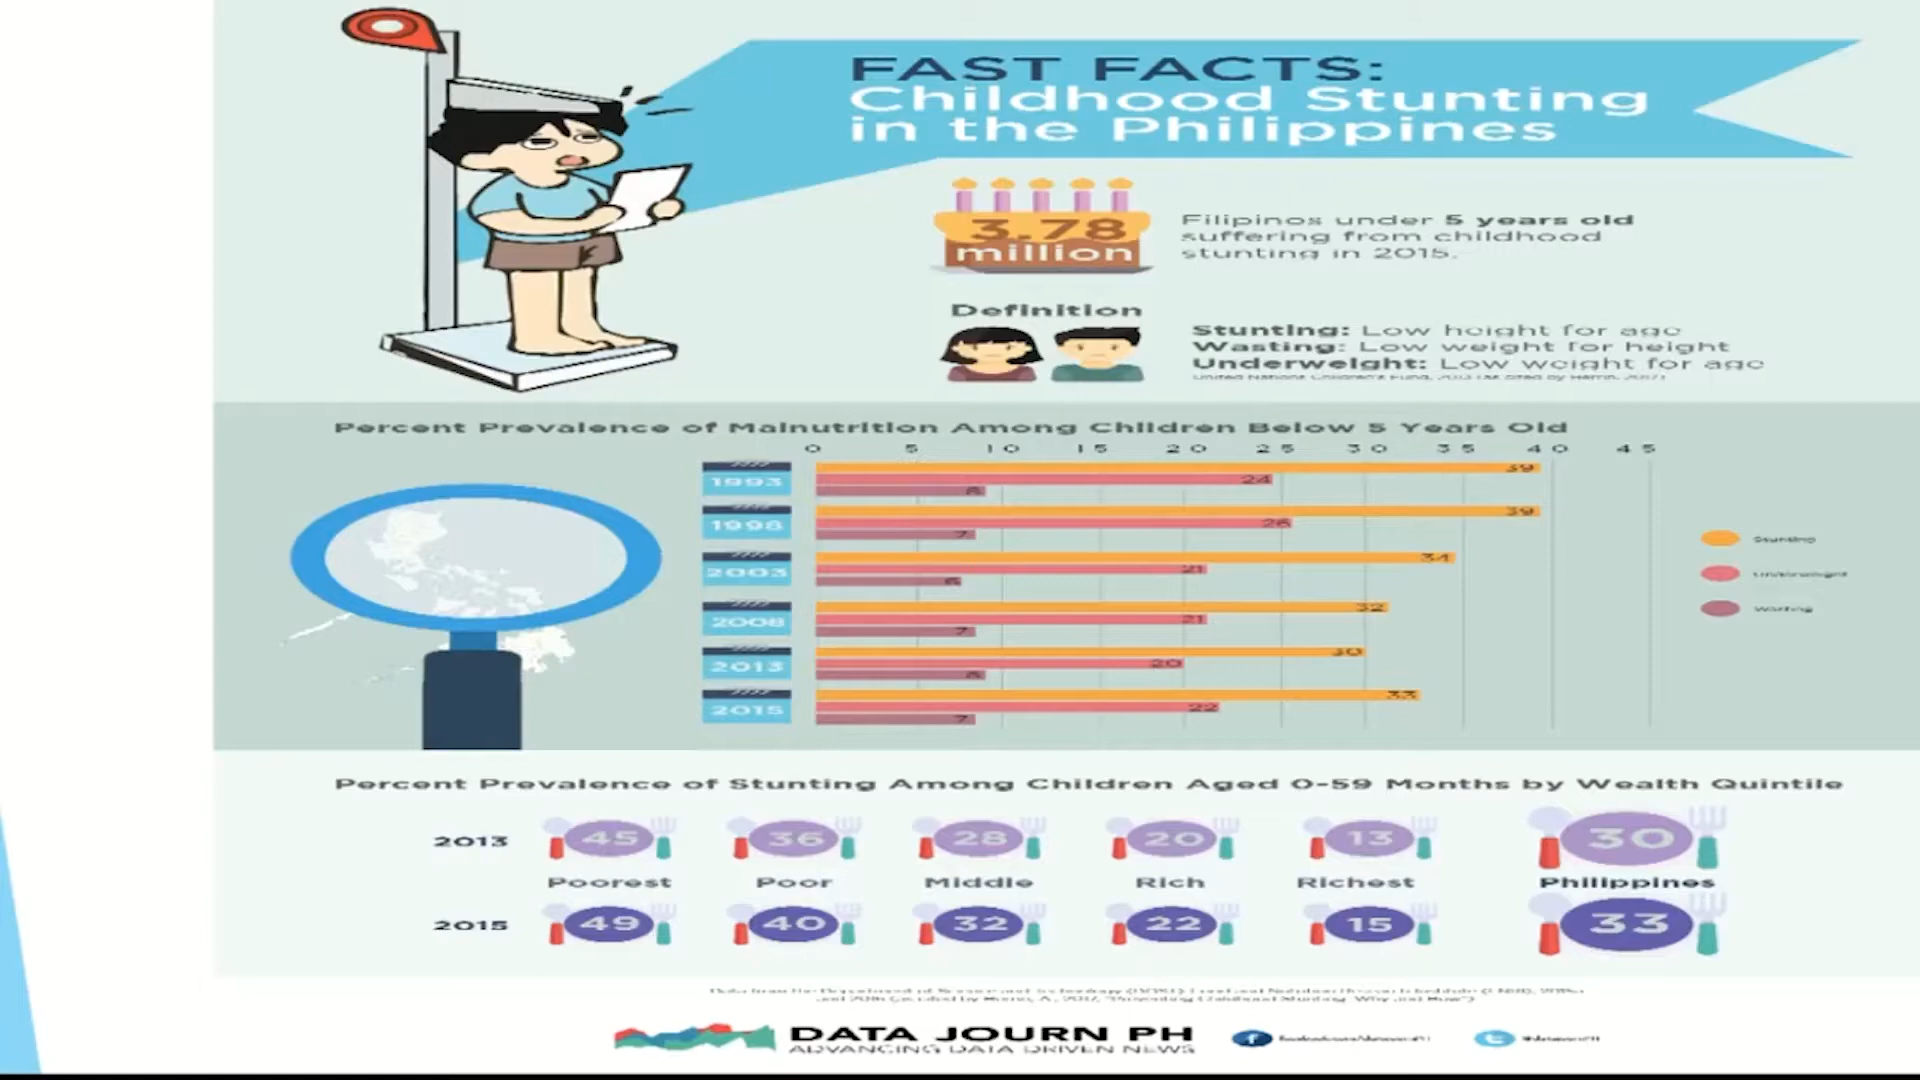 FAST FACTS:
Childhood Stunting
in the Philippines
3.78
million
Filipinos under 5 years old
suffering from childhood
stunting in 2015.
Definition
Stunting: Low height for age
Wasting: Low weight for height
Underweight: Low weight for age
Percent Prevalence of Malnutrition Among Children Below 5 Years Old
0 5 10 15 20 25 30 35 40 45
39
1993 24
8
39
1998 26
7
34
2003 21
6
32
2008 21
7
30
2013 20
8
33
2015 22
7
Stunting
Underweight
Wasting
Percent Prevalence of Stunting Among Children Aged 0-59 Months by Wealth Quintile
2013 45 36 28 20 13 30
Poorest Poor Middle Rich Richest Philippines
2015 49 40 32 22 15 33
DATA JOURN PH
ADVANCING DATA DRIVEN NEWS